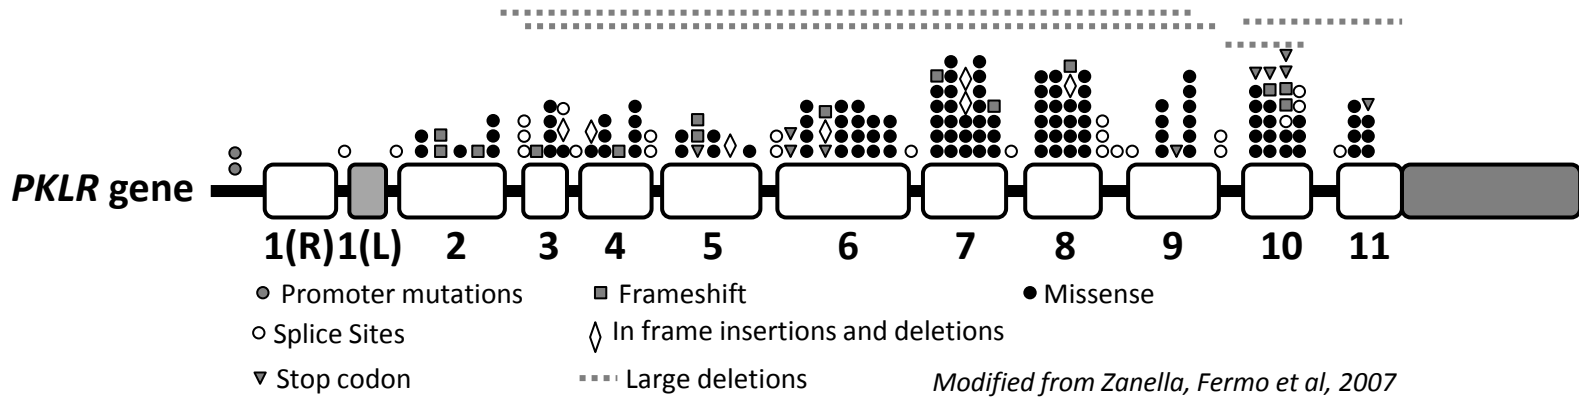 PKLR gene
1(R) 1(L) 2 3 4 5 6 7 8 9 10 11
Promoter mutations Frameshift Missense
Splice Sites In frame insertions and deletions
Stop codon Large deletions Modified from Zanella, Fermo et al, 2007